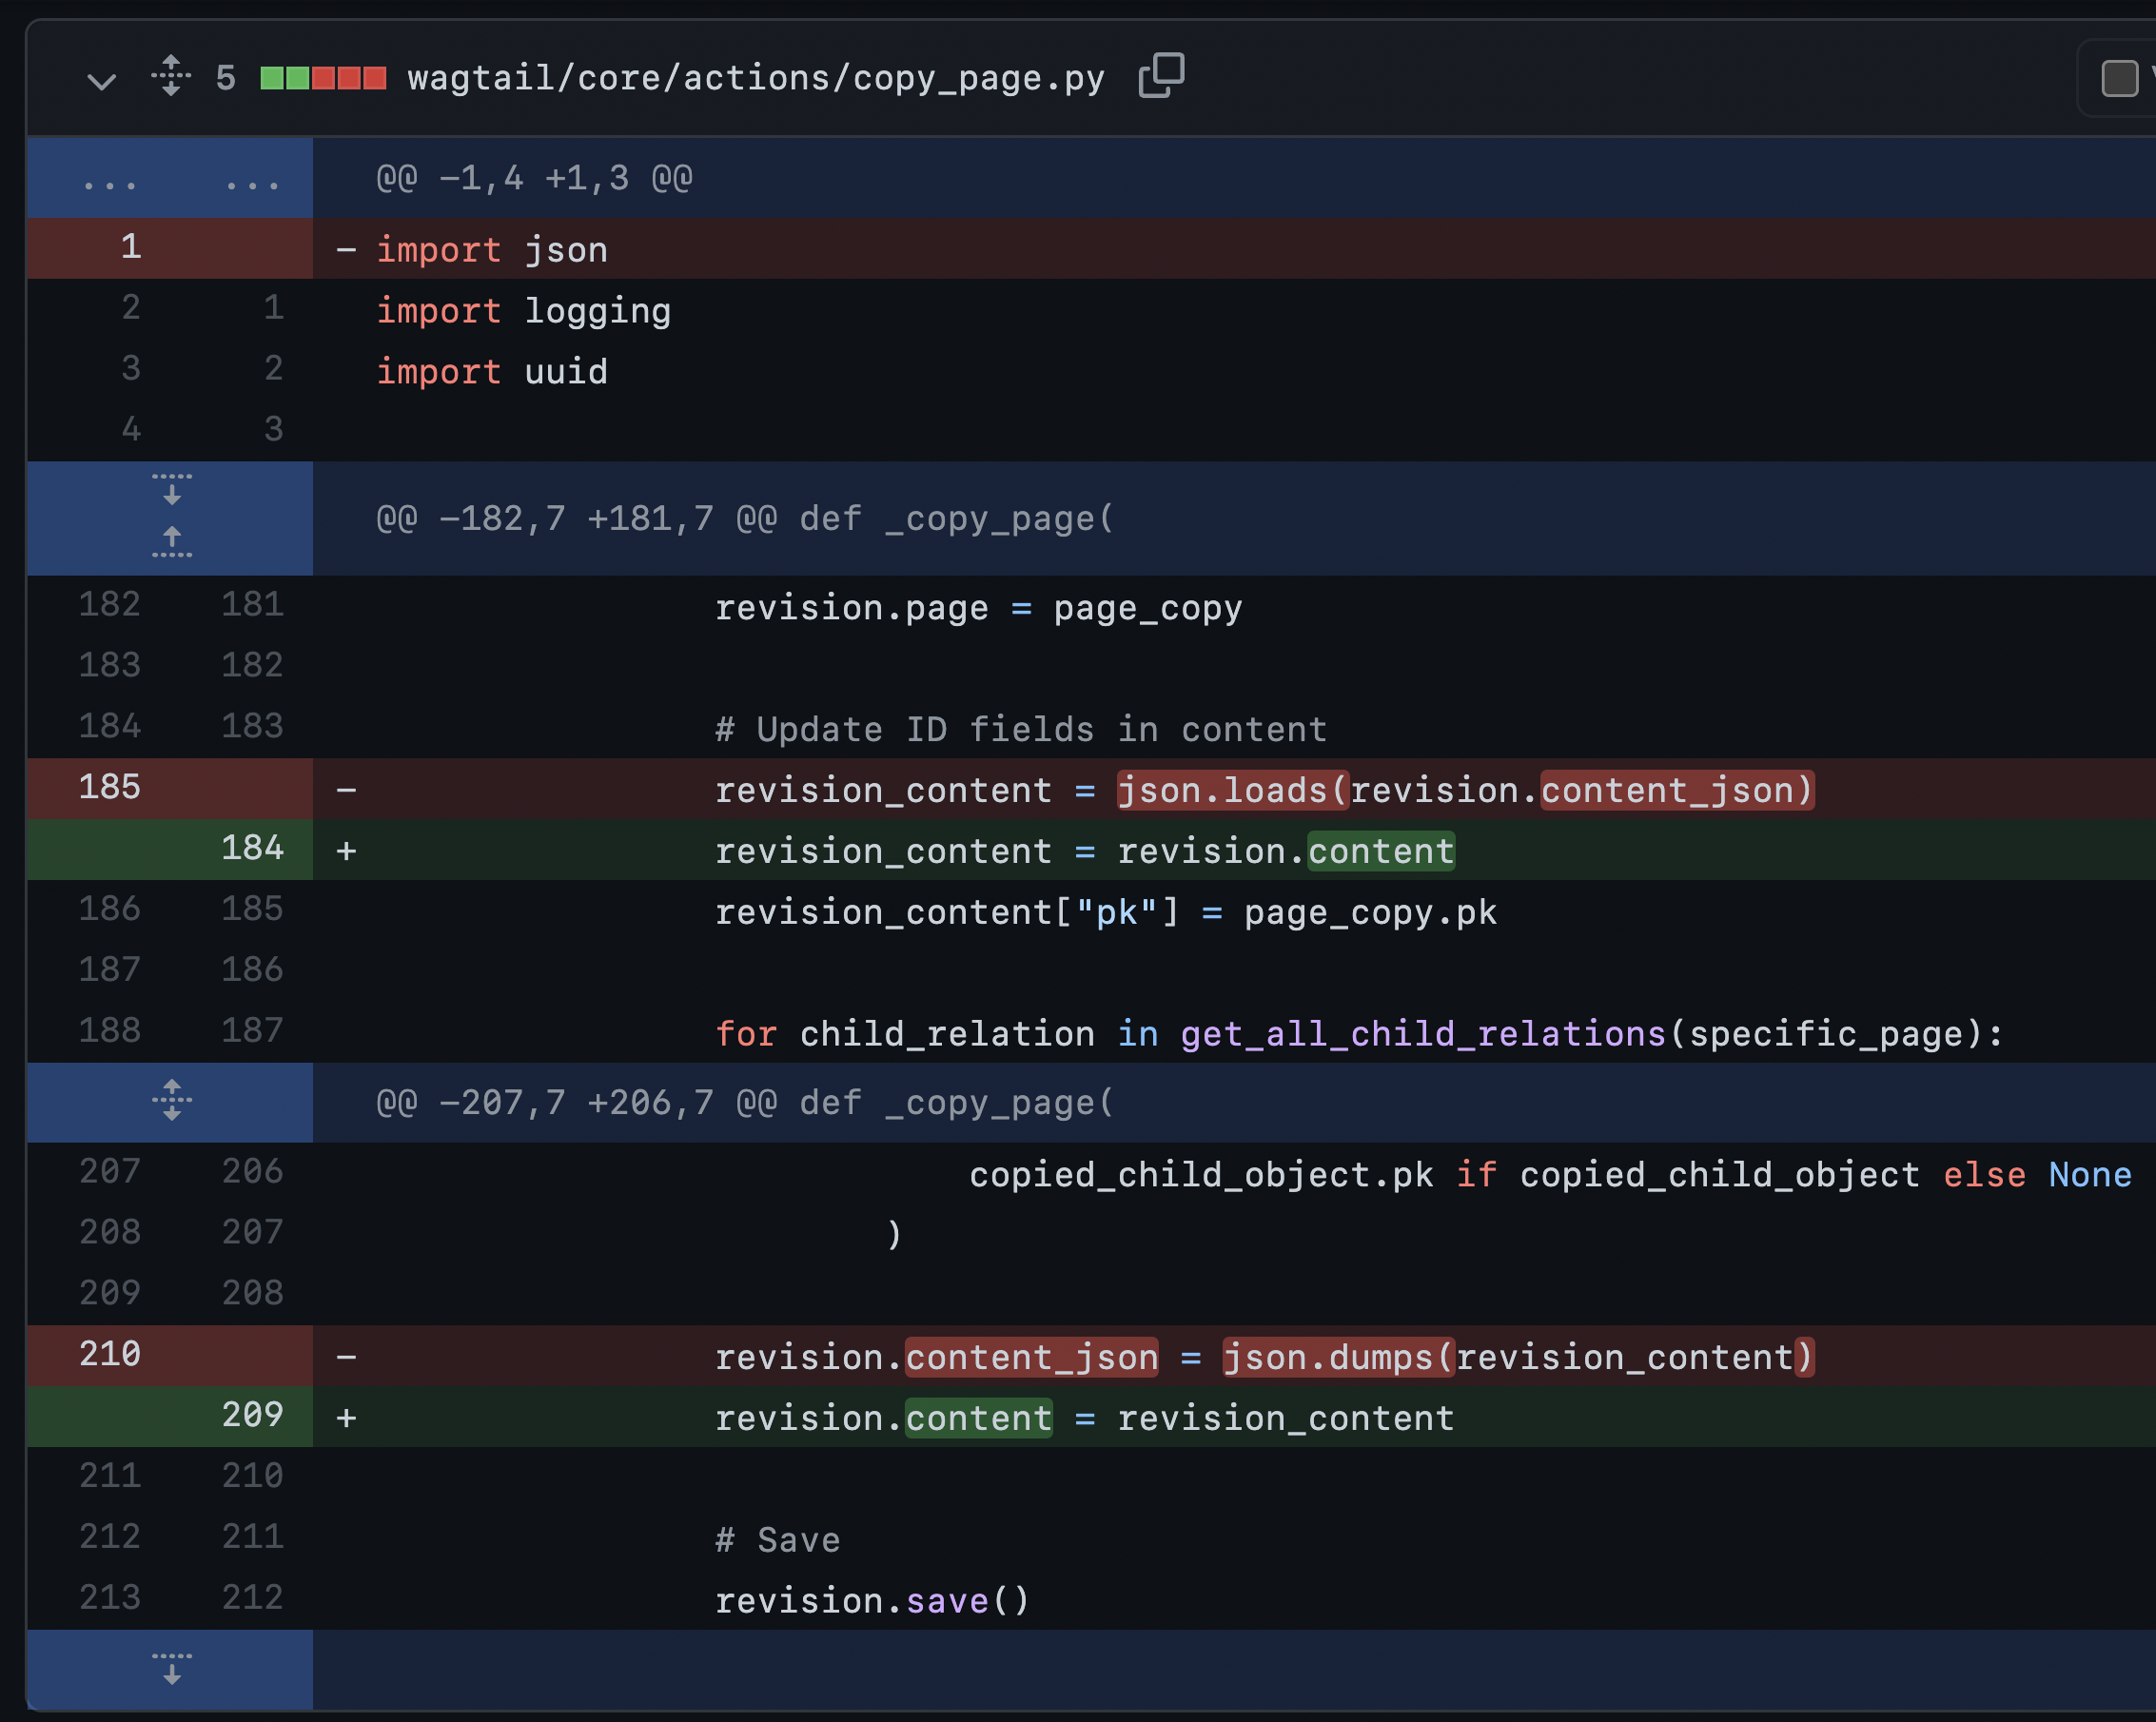 5 wagtail/core/actions/copy_page.py
... ... @@ -1,4 +1,3 @@
1 - import json
2 1 import logging
3 2 import uuid
4 3
@@ -182,7 +181,7 @@ def _copy_page(
182 181 revision.page = page_copy
183 182
184 183 # Update ID fields in content
185 - revision_content = json.loads(revision.content_json)
184 + revision_content = revision.content
186 185 revision_content["pk"] = page_copy.pk
187 186
188 187 for child_relation in get_all_child_relations(specific_page):
@@ -207,7 +206,7 @@ def _copy_page(
207 206 copied_child_object.pk if copied_child_object else None
208 207 )
209 208
210 - revision.content_json = json.dumps(revision_content)
209 + revision.content = revision_content
211 210
212 211 # Save
213 212 revision.save()